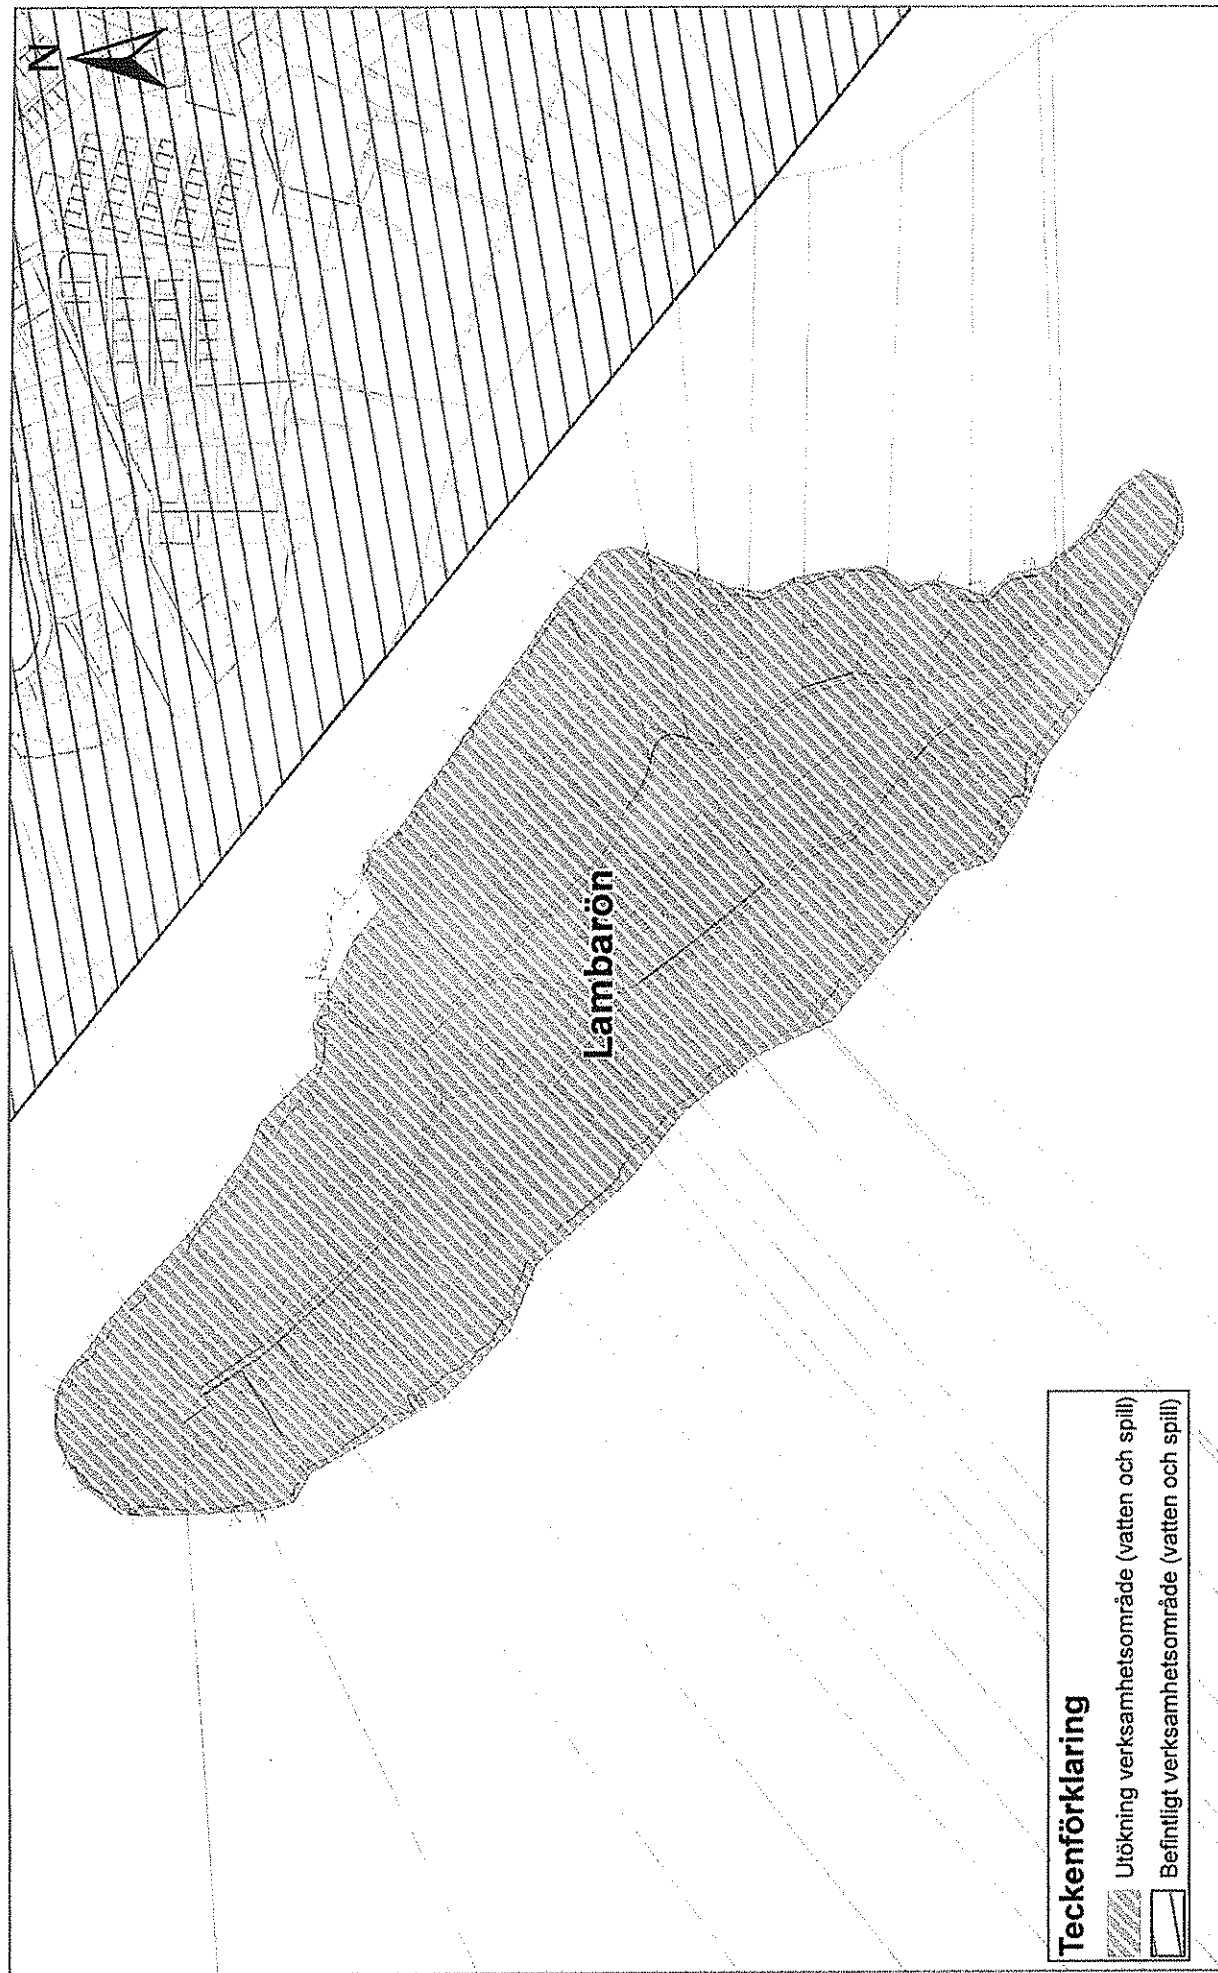 N
Lambarön
Teckenförklaring
Utökning verksamhetsområde (vatten och spill)
Befintligt verksamhetsområde (vatten och spill)